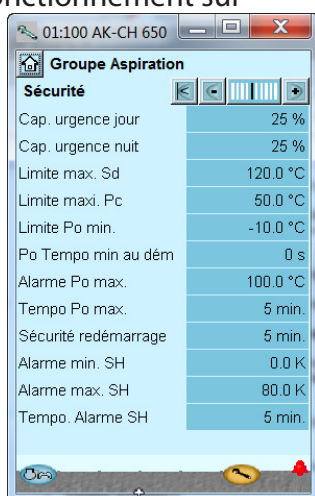 onctionnement sur
01:100 AK-CH 650
Groupe Aspiration
Sécurité
Cap. urgence jour 25 %
Cap. urgence nuit 25 %
Limite max. Sd 120.0 °C
Limite maxi. Pc 50.0 °C
Limite Po min. -10.0 °C
Po Tempo min au dém 0 s
Alarme Po max. 100.0 °C
Tempo Po max. 5 min.
Sécurité redémarrage 5 min.
Alarme min. SH 0.0 K
Alarme max. SH 80.0 K
Tempo. Alarme SH 5 min.